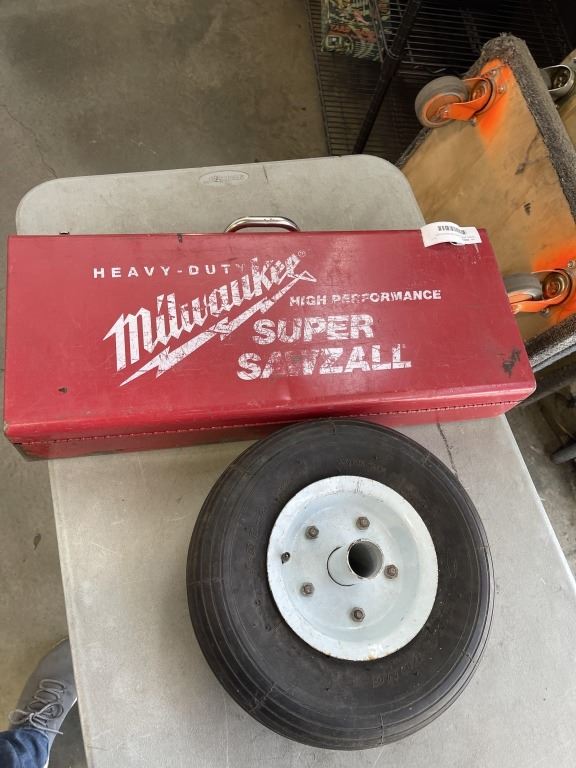 HEAVY-DUTY
Milwaukee®
HIGH PERFORMANCE
SUPER
SAWZALL